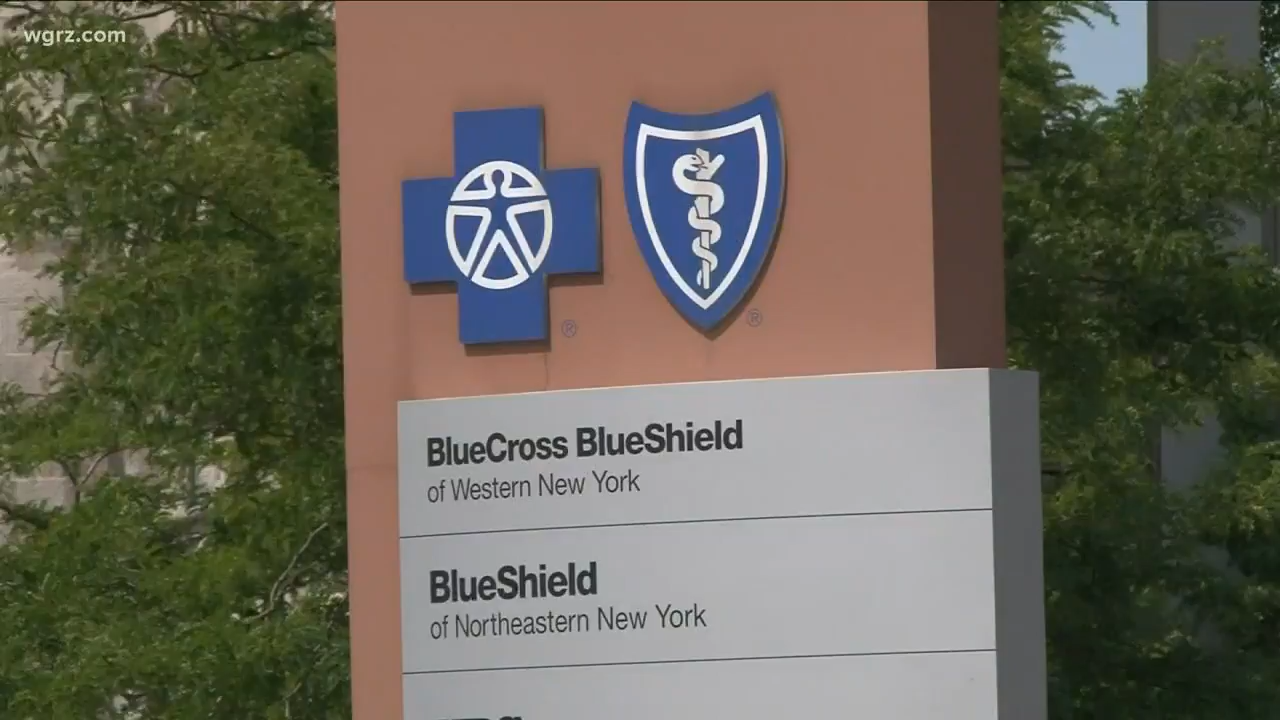 wgrz.com
® ®
BlueCross BlueShield
of Western New York
BlueShield
of Northeastern New York